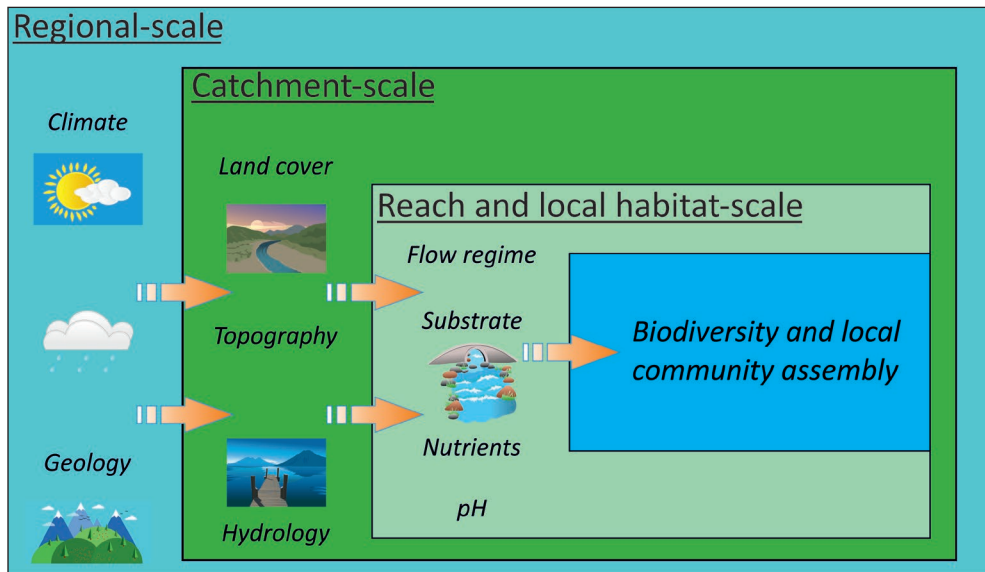 Regional-scale
Catchment-scale
Climate
Land cover
Reach and local habitat-scale
Flow regime
Substrate
Topography
Biodiversity and local
community assembly
Nutrients
Geology
pH
Hydrology